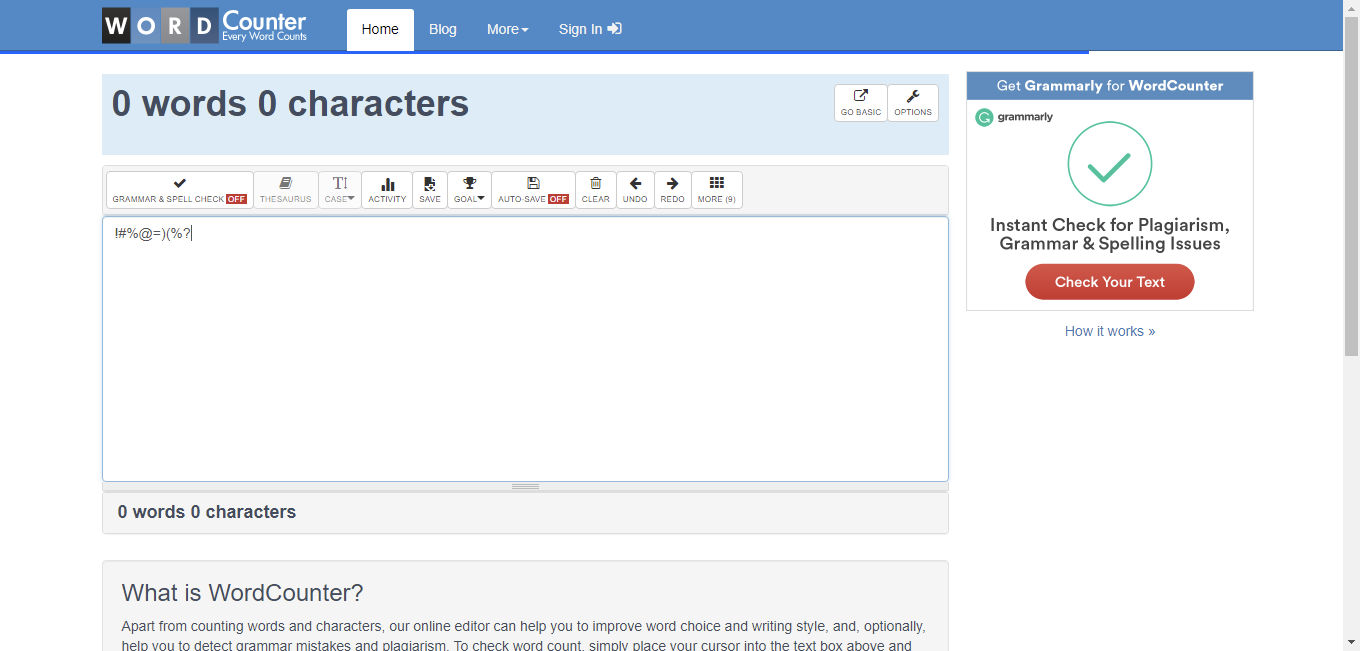 WORD Counter
Every Word Counts
Home Blog More Sign In
0 words 0 characters
GO BASIC OPTIONS
GRAMMAR & SPELL CHECK OFF THESAURUS CASE ACTIVITY SAVE GOAL AUTO-SAVE OFF CLEAR UNDO REDO MORE (9)
!#%@=)(%?
0 words 0 characters
What is WordCounter?
Apart from counting words and characters, our online editor can help you to improve word choice and writing style, and, optionally,
help you to detect grammar mistakes and plagiarism. To check word count, simply place your cursor into the text box above and
Get Grammarly for WordCounter
grammarly
Instant Check for Plagiarism,
Grammar & Spelling Issues
Check Your Text
How it works »